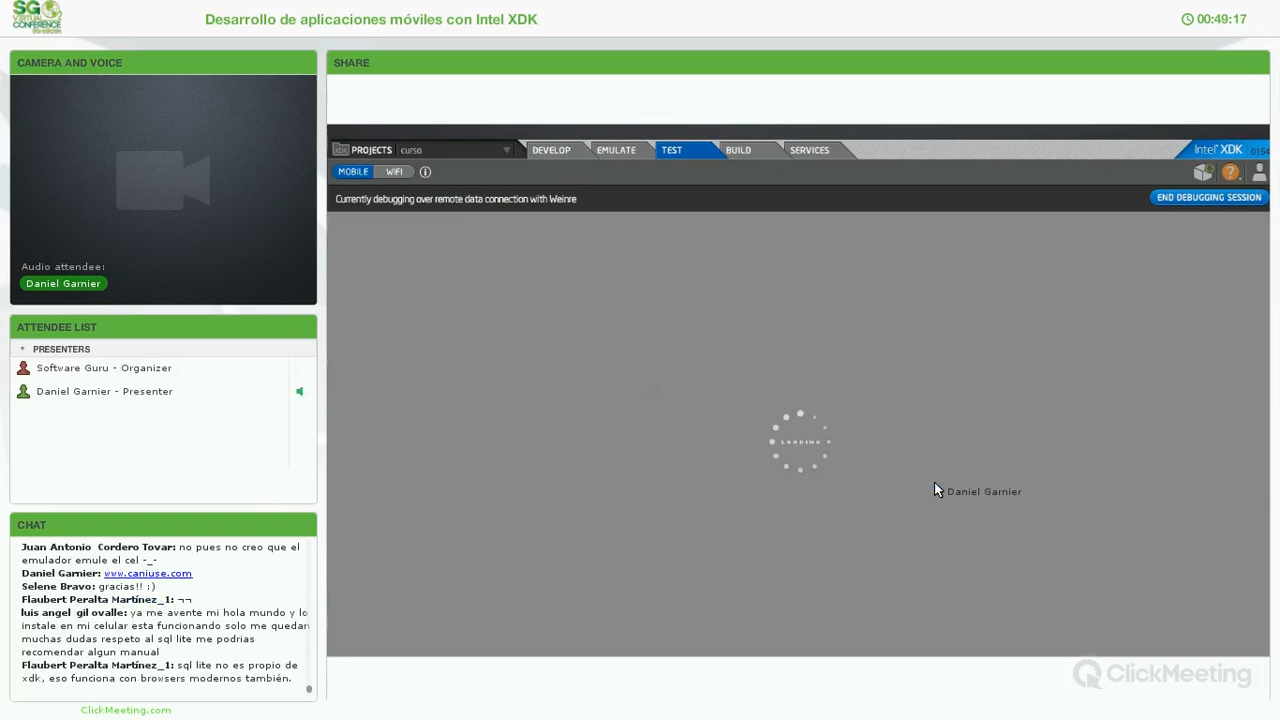 SG VIRTUAL CONFERENCE
Desarrollo de aplicaciones móviles con Intel XDK
00:49:17
CAMERA AND VOICE
SHARE
PROJECTS curso DEVELOP EMULATE TEST BUILD SERVICES Intel XDK 0154
MOBILE WIFI
Currently debugging over remote data connection with Weinre END DEBUGGING SESSION
Audio attendee:
Daniel Garnier
ATTENDEE LIST
PRESENTERS
Software Guru - Organizer
Daniel Garnier - Presenter
LOADING
Daniel Garnier
CHAT
Juan Antonio Cordero Tovar: no pues no creo que el
emulador emule el cel -_-
Daniel Garnier: www.caniuse.com
Selene Bravo: gracias!! :)
Flaubert Peralta Martínez_1: ¬¬
luis angel gil ovalle: ya me avente mi hola mundo y lo
instale en mi celular esta funcionando solo me quedan
muchas dudas respeto al sql lite me podrias
recomendar algun manual
Flaubert Peralta Martínez_1: sql lite no es propio de
xdk, eso funciona con browsers modernos también.
ClickMeeting
ClickMeeting.com